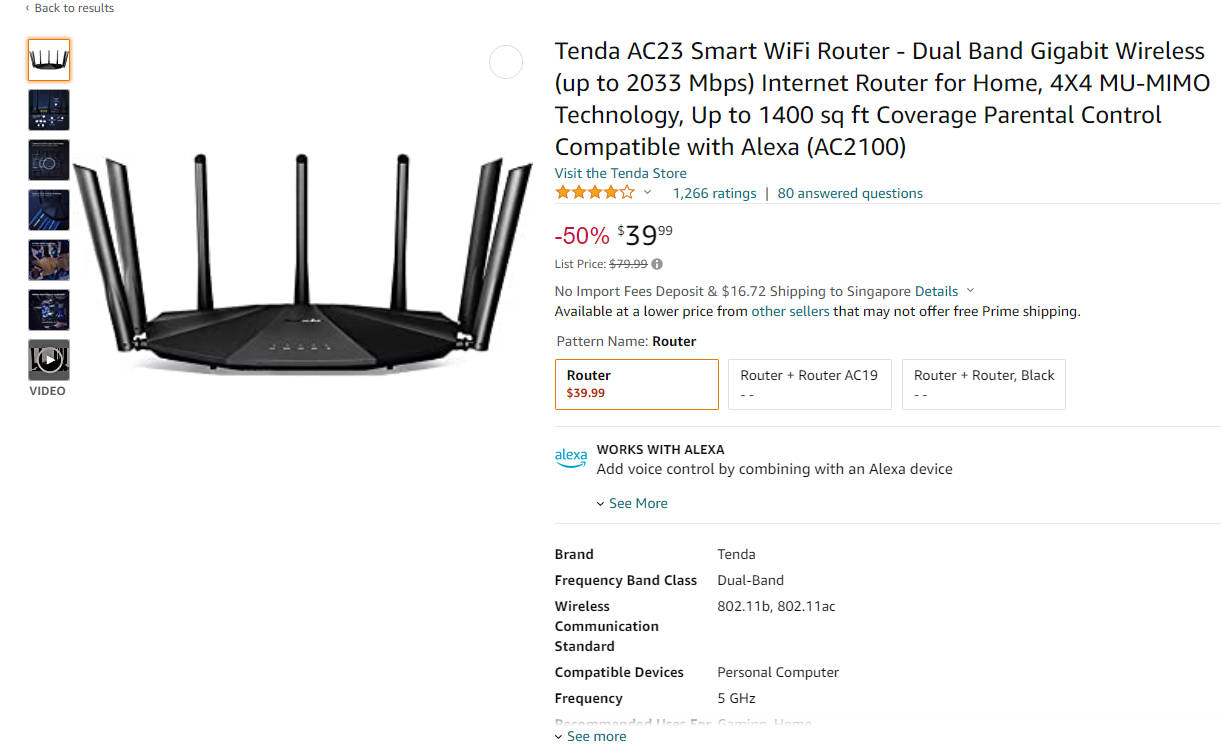 ‹ Back to results
Tenda AC23 Smart WiFi Router - Dual Band Gigabit Wireless
(up to 2033 Mbps) Internet Router for Home, 4X4 MU-MIMO
Technology, Up to 1400 sq ft Coverage Parental Control
Compatible with Alexa (AC2100)
Visit the Tenda Store
1,266 ratings | 80 answered questions
-50% $39 99
List Price: $79.99
No Import Fees Deposit & $16.72 Shipping to Singapore Details
Available at a lower price from other sellers that may not offer free Prime shipping.
Pattern Name: Router
Router
$39.99
Router + Router AC19
- -
Router + Router, Black
- -
VIDEO
alexa
WORKS WITH ALEXA
Add voice control by combining with an Alexa device
See More
Brand Tenda
Frequency Band Class Dual-Band
Wireless 802.11b, 802.11ac
Communication
Standard
Compatible Devices Personal Computer
Frequency 5 GHz
Recommended Uses For Gaming, Home
See more